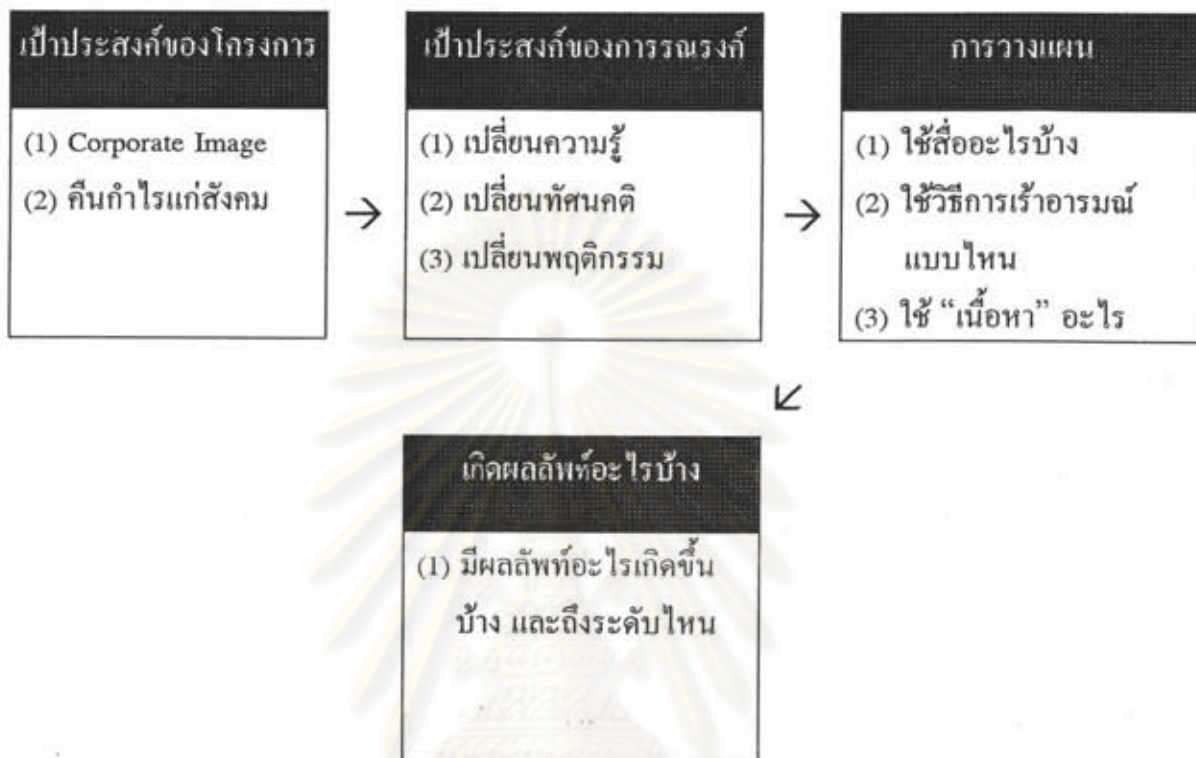 เป้าประสงค์ของโครงการ
(1) Corporate Image
(2) คืนกำไรแก่สังคม
→
เป้าประสงค์ของการรณรงค์
(1) เปลี่ยนความรู้
(2) เปลี่ยนทัศนคติ
(3) เปลี่ยนพฤติกรรม
→
การวางแผน
(1) ใช้สื่ออะไรบ้าง
(2) ใช้วิธีการเร้าอารมณ์
แบบไหน
(3) ใช้ “เนื้อหา” อะไร
↙
เกิดผลลัพท์อะไรบ้าง
(1) มีผลลัพท์อะไรเกิดขึ้น
บ้าง และถึงระดับไหน